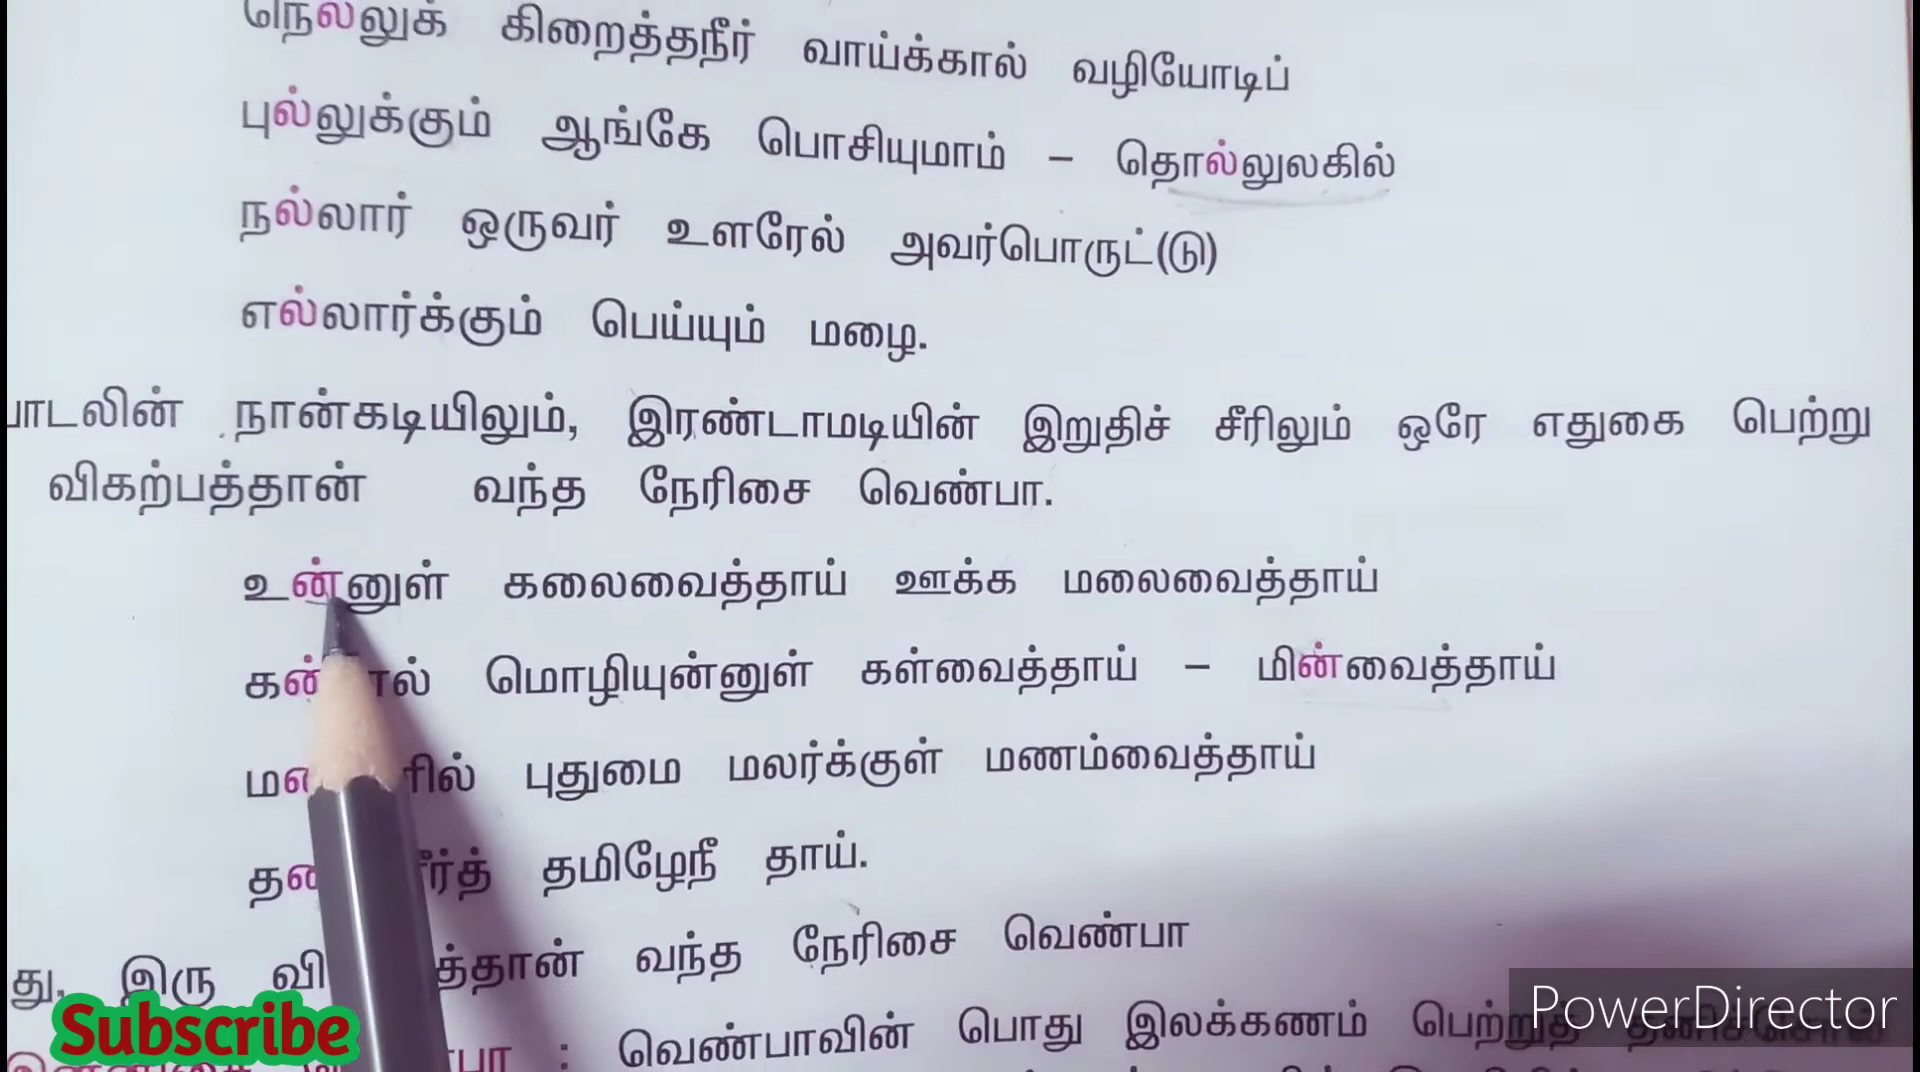 நெல்லுக் கிறைத்தநீர் வாய்க்கால் வழியோடிப்
புல்லுக்கும் ஆங்கே பொசியுமாம் – தொல்லுலகில்
நல்லார் ஒருவர் உளரேல் அவர்பொருட்(டு)
எல்லார்க்கும் பெய்யும் மழை.
பாடலின் நான்கடியிலும், இரண்டாமடியின் இறுதிச் சீரிலும் ஒரே எதுகை பெற்று
விகற்பத்தான் வந்த நேரிசை வெண்பா.
உன்னுள் கலைவைத்தாய் ஊக்க மலைவைத்தாய்
மொழியுன்னுள் கள்வைத்தாய் – மின்வைத்தாய்
புதுமை மலர்க்குள் மணம்வைத்தாய்
தமிழேநீ தாய்.
இரு வந்த நேரிசை வெண்பா
வெண்பாவின் பொது இலக்கணம் பெற்றுத்
Subscribe
PowerDirector